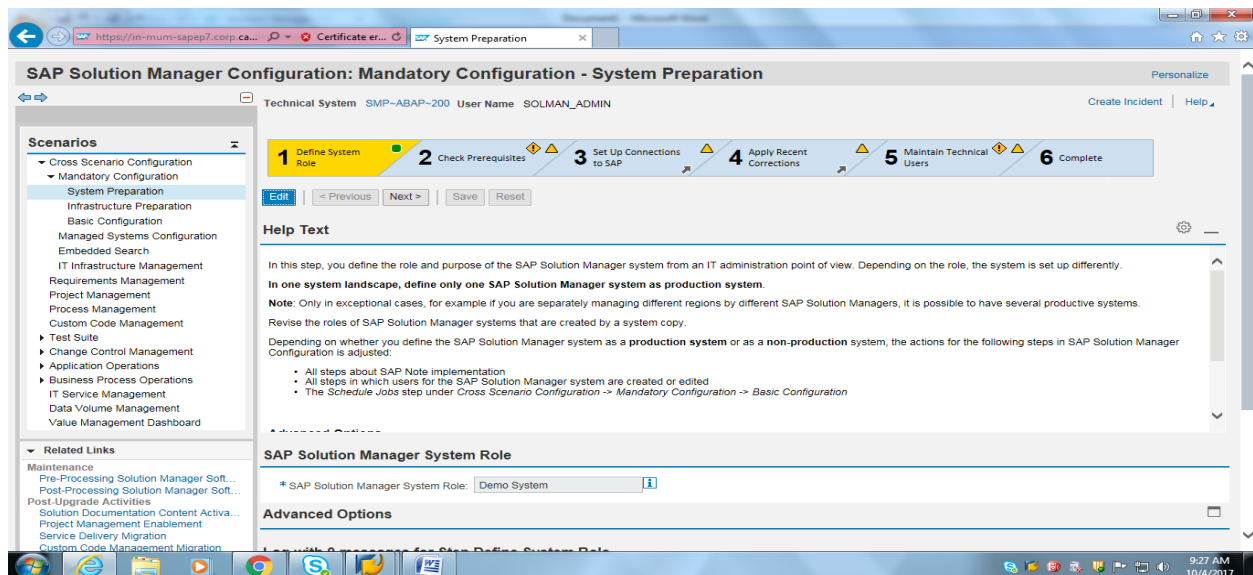 Document1 - Microsoft Word
https://in-mum-sapep7.corp.ca...
Certificate er...
System Preparation
SAP Solution Manager Configuration: Mandatory Configuration - System Preparation
Personalize
Technical System SMP~ABAP~200 User Name SOLMAN_ADMIN
Create Incident
Help
Scenarios
Cross Scenario Configuration
Mandatory Configuration
System Preparation
Infrastructure Preparation
Basic Configuration
Managed Systems Configuration
Embedded Search
IT Infrastructure Management
Requirements Management
Project Management
Process Management
Custom Code Management
Test Suite
Change Control Management
Application Operations
Business Process Operations
IT Service Management
Data Volume Management
Value Management Dashboard
Related Links
Maintenance
Pre-Processing Solution Manager Soft...
Post-Processing Solution Manager Soft...
Post-Upgrade Activities
Solution Documentation Content Activa...
Project Management Enablement
Service Delivery Migration
Custom Code Management Migration
1 Define System
Role
2 Check Prerequisites
3 Set Up Connections
to SAP
4 Apply Recent
Corrections
5 Maintain Technical
Users
6 Complete
Edit
< Previous
Next >
Save
Reset
Help Text
In this step, you define the role and purpose of the SAP Solution Manager system from an IT administration point of view. Depending on the role, the system is set up differently.
In one system landscape, define only one SAP Solution Manager system as production system.
Note: Only in exceptional cases, for example if you are separately managing different regions by different SAP Solution Managers, it is possible to have several productive systems.
Revise the roles of SAP Solution Manager systems that are created by a system copy.
Depending on whether you define the SAP Solution Manager system as a production system or as a non-production system, the actions for the following steps in SAP Solution Manager
Configuration is adjusted:
• All steps about SAP Note implementation
• All steps in which users for the SAP Solution Manager system are created or edited
• The Schedule Jobs step under Cross Scenario Configuration -> Mandatory Configuration -> Basic Configuration
Advanced Options
SAP Solution Manager System Role
* SAP Solution Manager System Role: Demo System
Advanced Options
Log with 0 messages for Step Define System Role
9:27 AM
10/4/2017